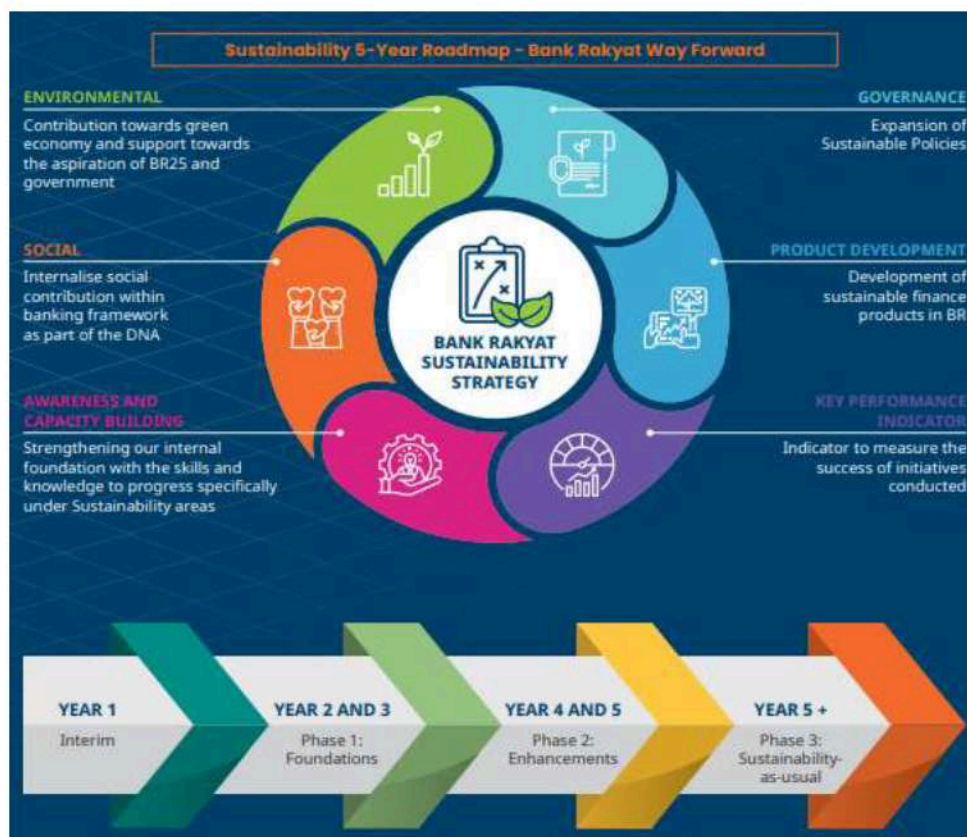 Sustainability 5-Year Roadmap - Bank Rakyat Way Forward
ENVIRONMENTAL
Contribution towards green
economy and support towards
the aspiration of BR25 and
government
SOCIAL
Internalise social
contribution within
banking framework
as part of the DNA
AWARENESS AND
CAPACITY BUILDING
Strengthening our internal
foundation with the skills and
knowledge to progress specifically
under Sustainability areas
BANK RAKYAT
SUSTAINABILITY
STRATEGY
GOVERNANCE
Expansion of
Sustainable Policies
PRODUCT DEVELOPMENT
Development of
sustainable finance
products in BR
KEY PERFORMANCE
INDICATOR
Indicator to measure the
success of initiatives
conducted
YEAR 1
Interim
YEAR 2 AND 3
Phase 1:
Foundations
YEAR 4 AND 5
Phase 2:
Enhancements
YEAR 5 +
Phase 3:
Sustainability-
as-usual